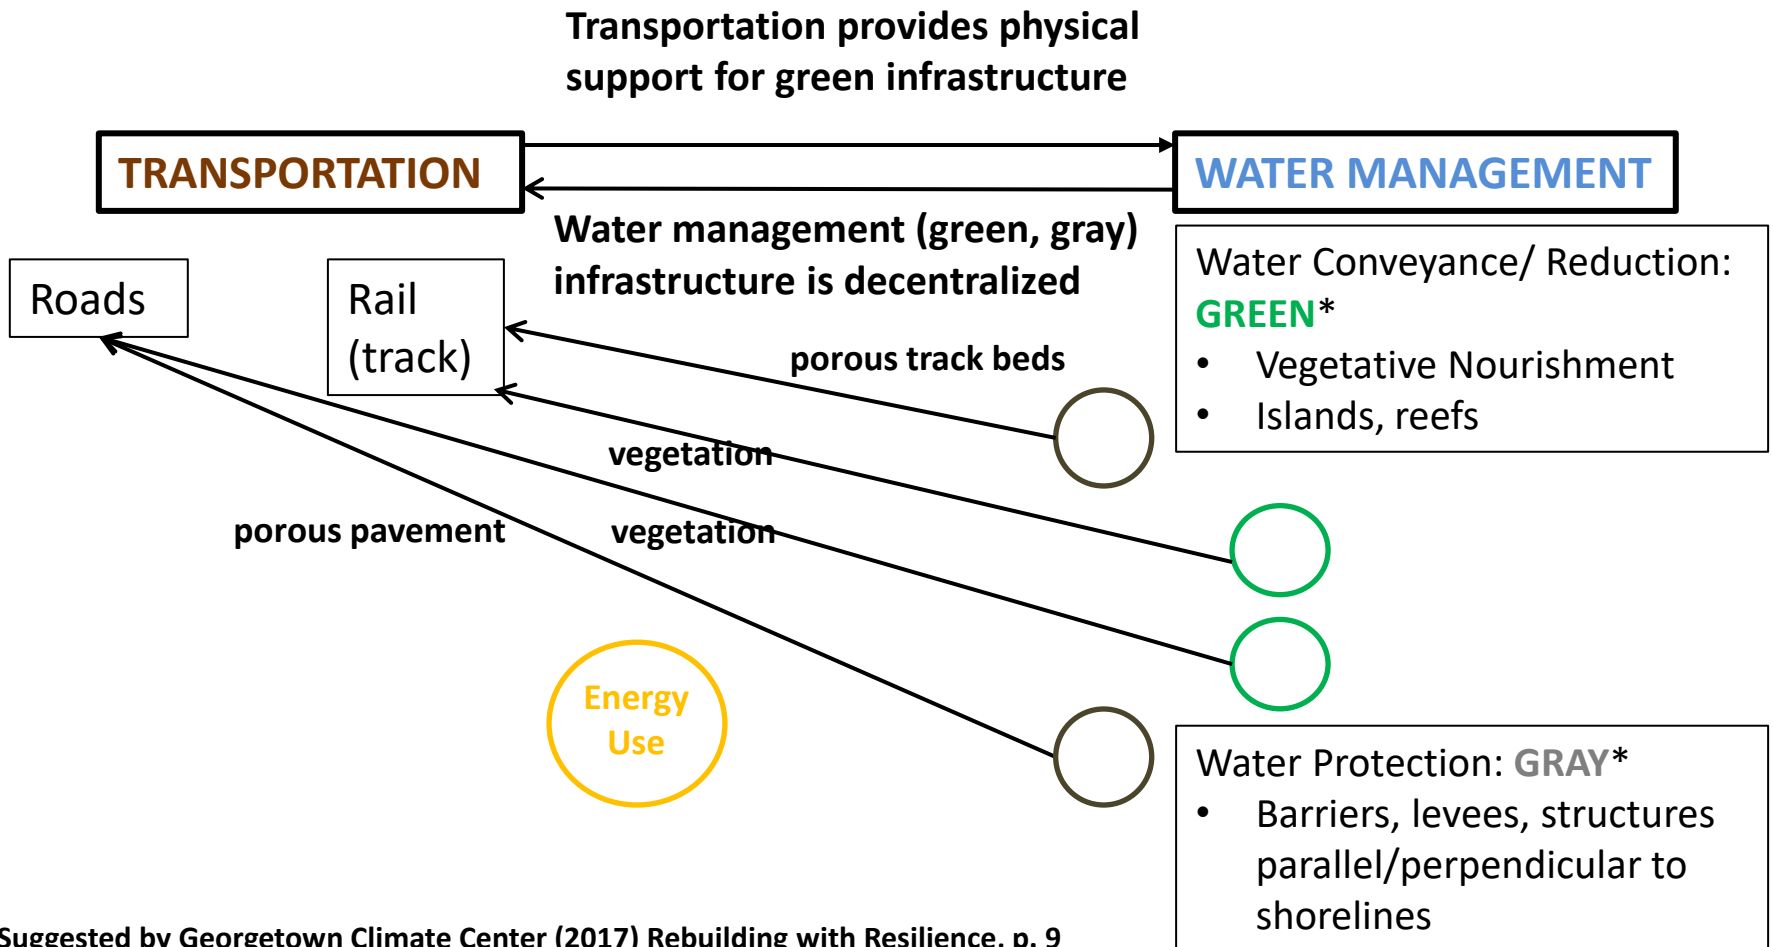 Transportation provides physical
support for green infrastructure
TRANSPORTATION
WATER MANAGEMENT
Water management (green, gray)
infrastructure is decentralized
Roads
Rail
(track)
Water Conveyance/ Reduction:
GREEN*
• Vegetative Nourishment
• Islands, reefs
porous track beds
vegetation
porous pavement
vegetation
Energy
Use
Water Protection: GRAY*
• Barriers, levees, structures
parallel/perpendicular to
shorelines
Suggested by Georgetown Climate Center (2017) Rebuilding with Resilience, p. 9